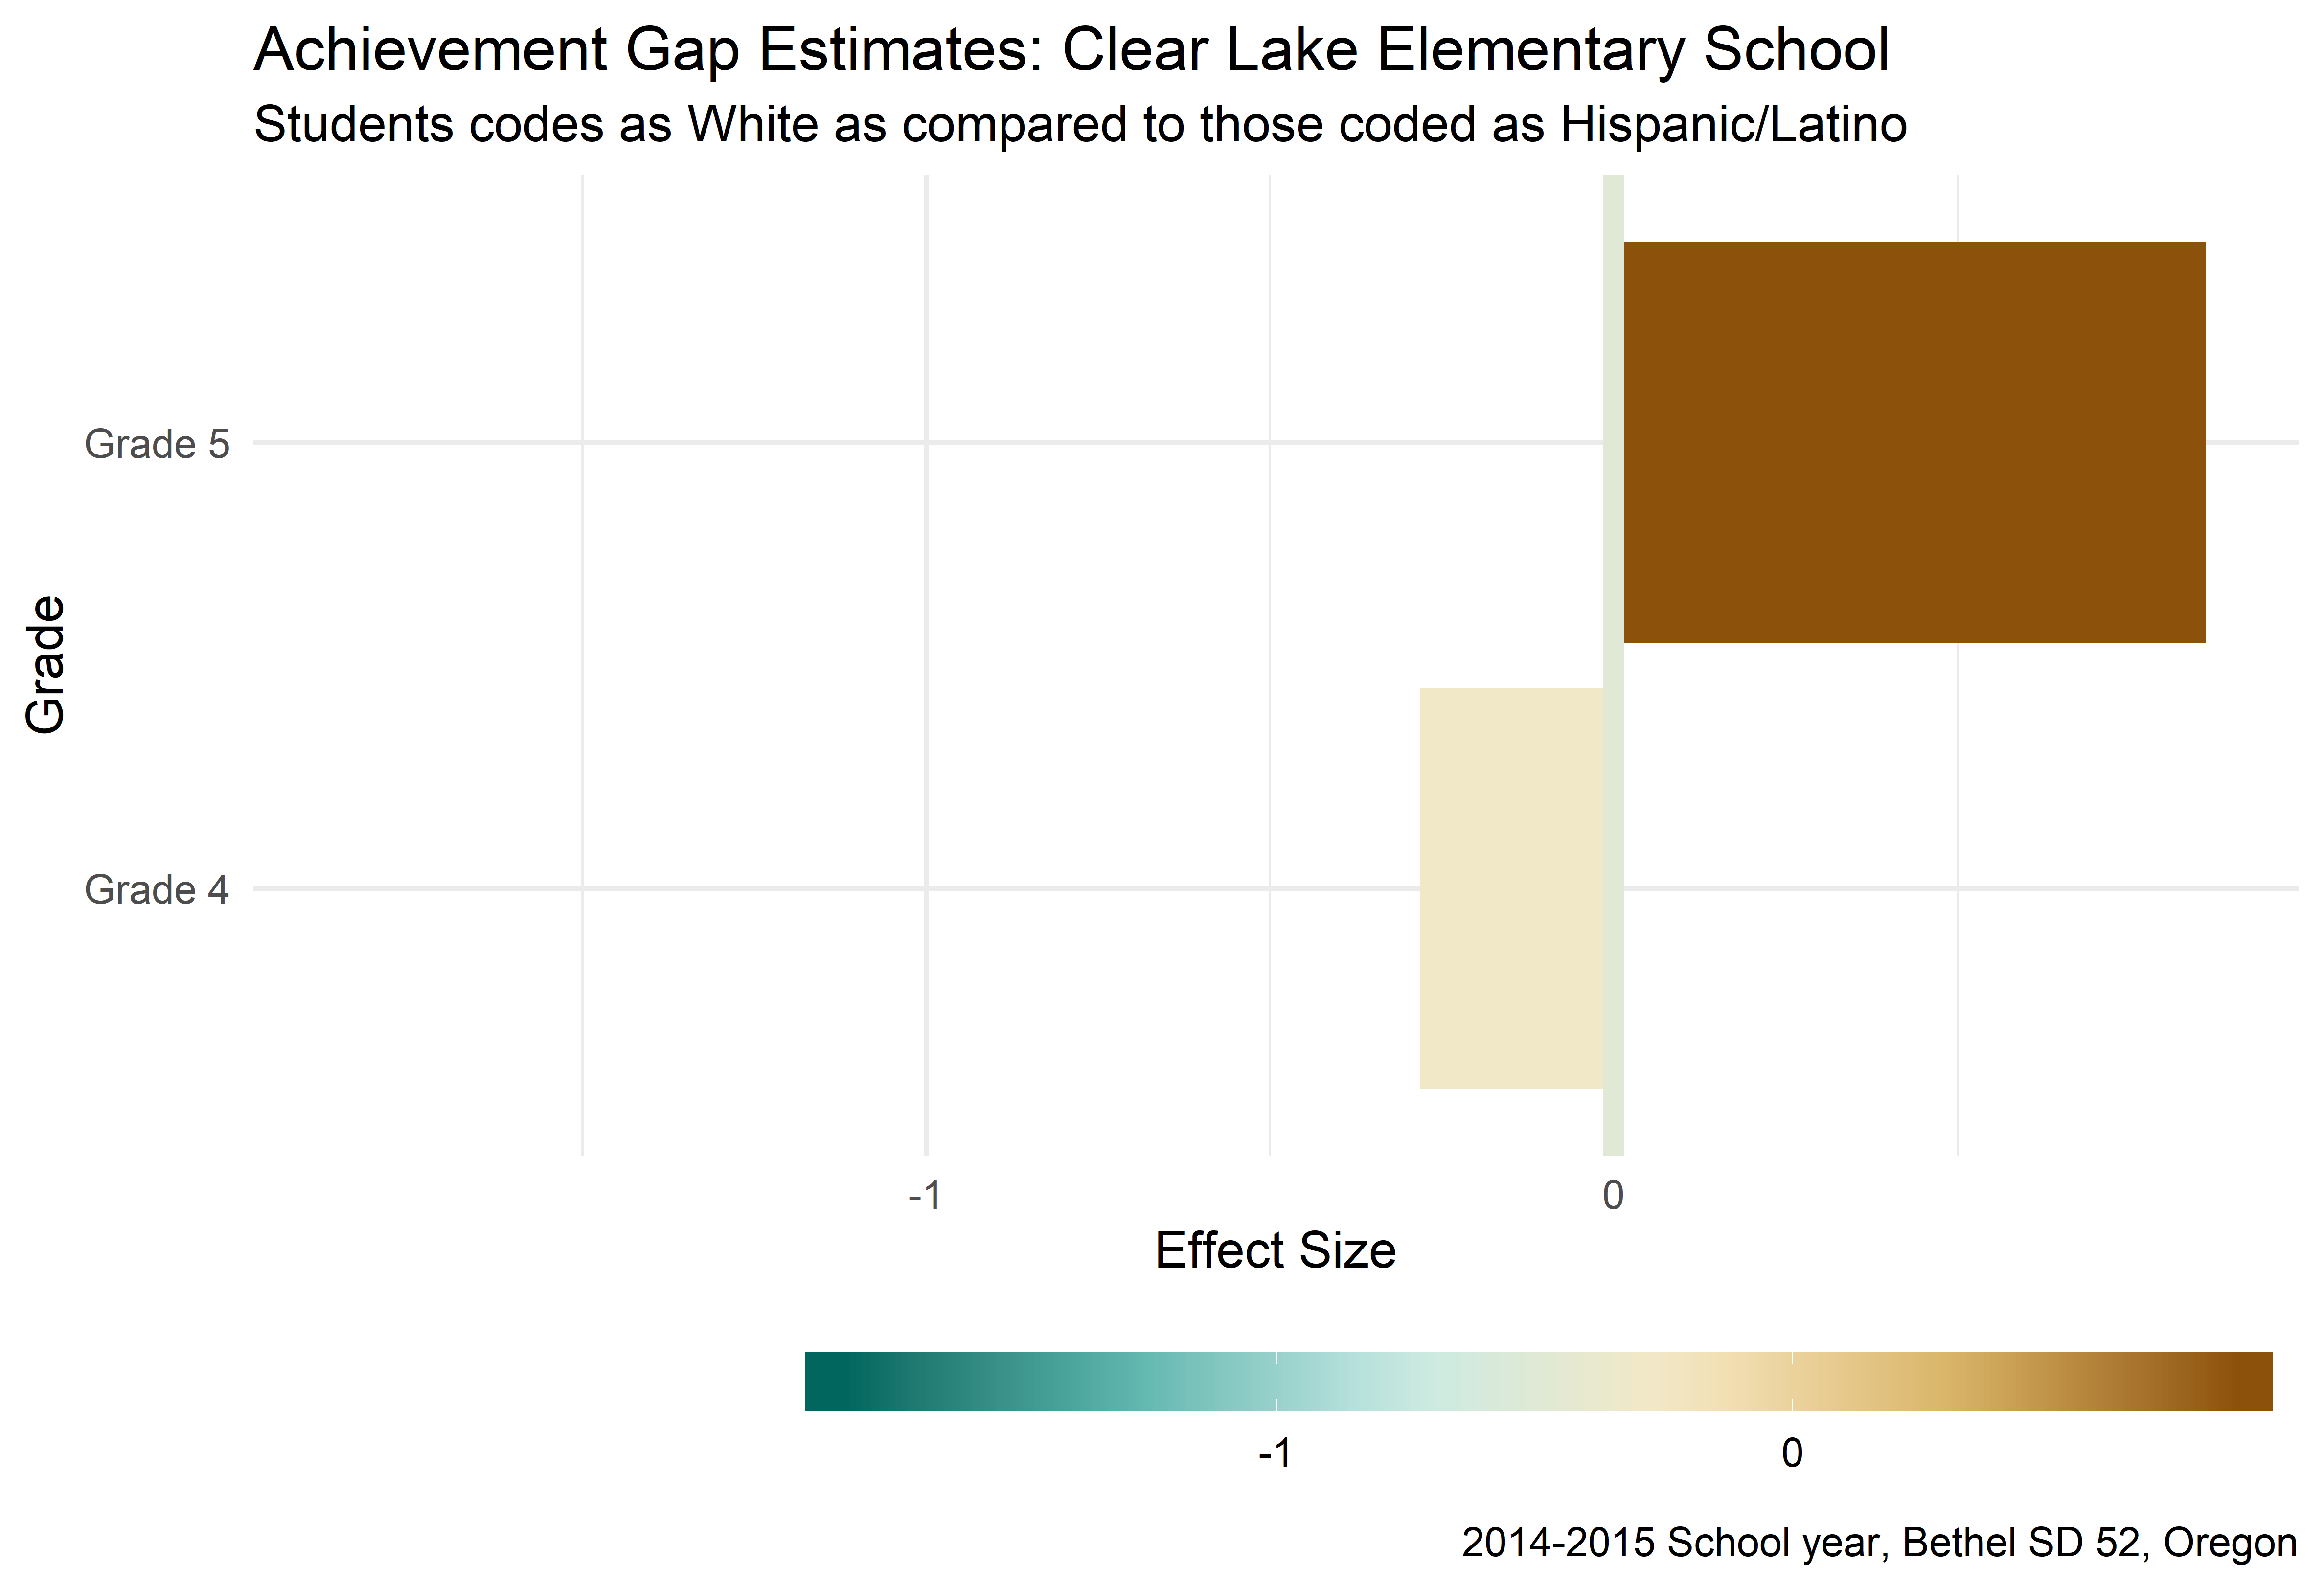 Achievement Gap Estimates: Clear Lake Elementary School
Students codes as White as compared to those coded as Hispanic/Latino
Grade
Grade 5
Grade 4
-1 0
Effect Size
-1 0
2014-2015 School year, Bethel SD 52, Oregon